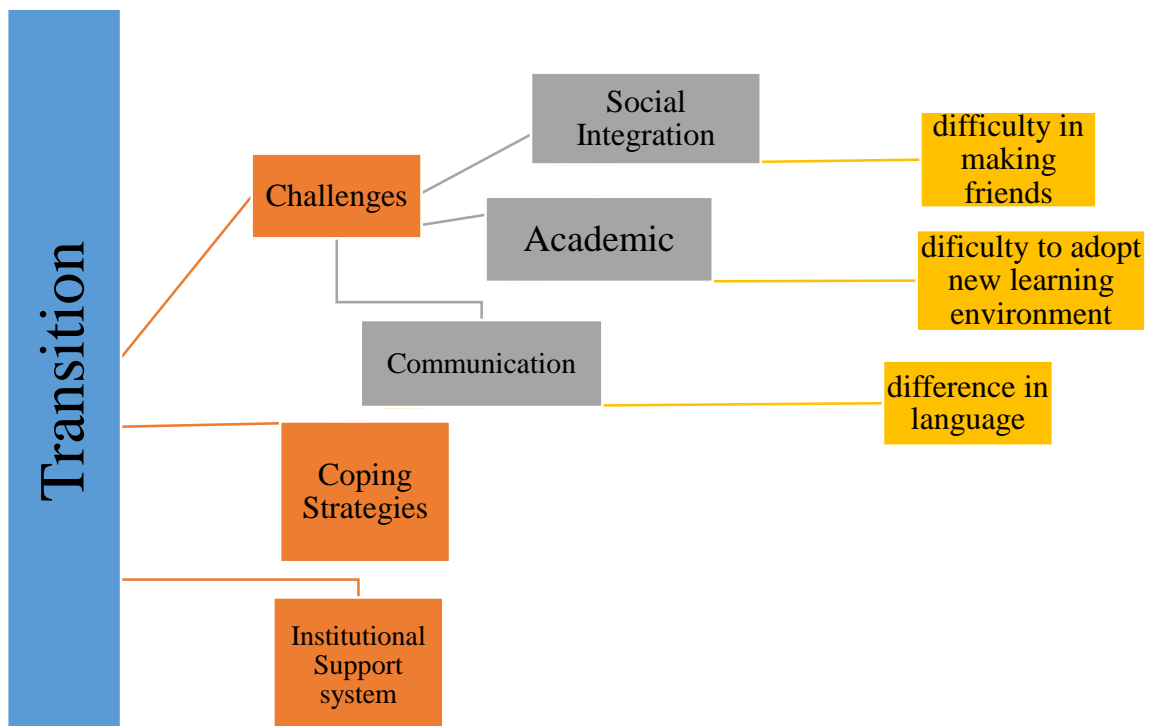 Transition
Challenges
Social
Integration
difficulty in
making
friends
Academic
dificulty to adopt
new learning
environment
Communication
difference in
language
Coping
Strategies
Institutional
Support
system